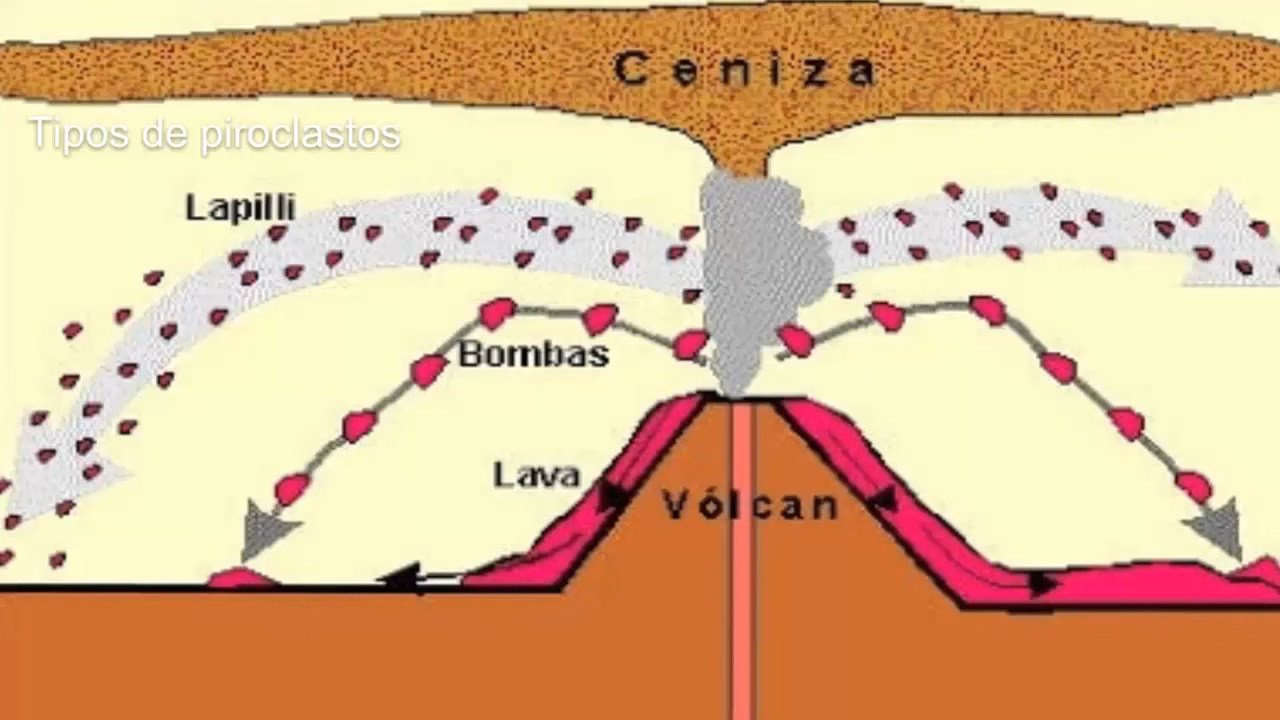 Ceniza
Tipos de piroclastos
Lapilli
Bombas
Lava
Vólcan